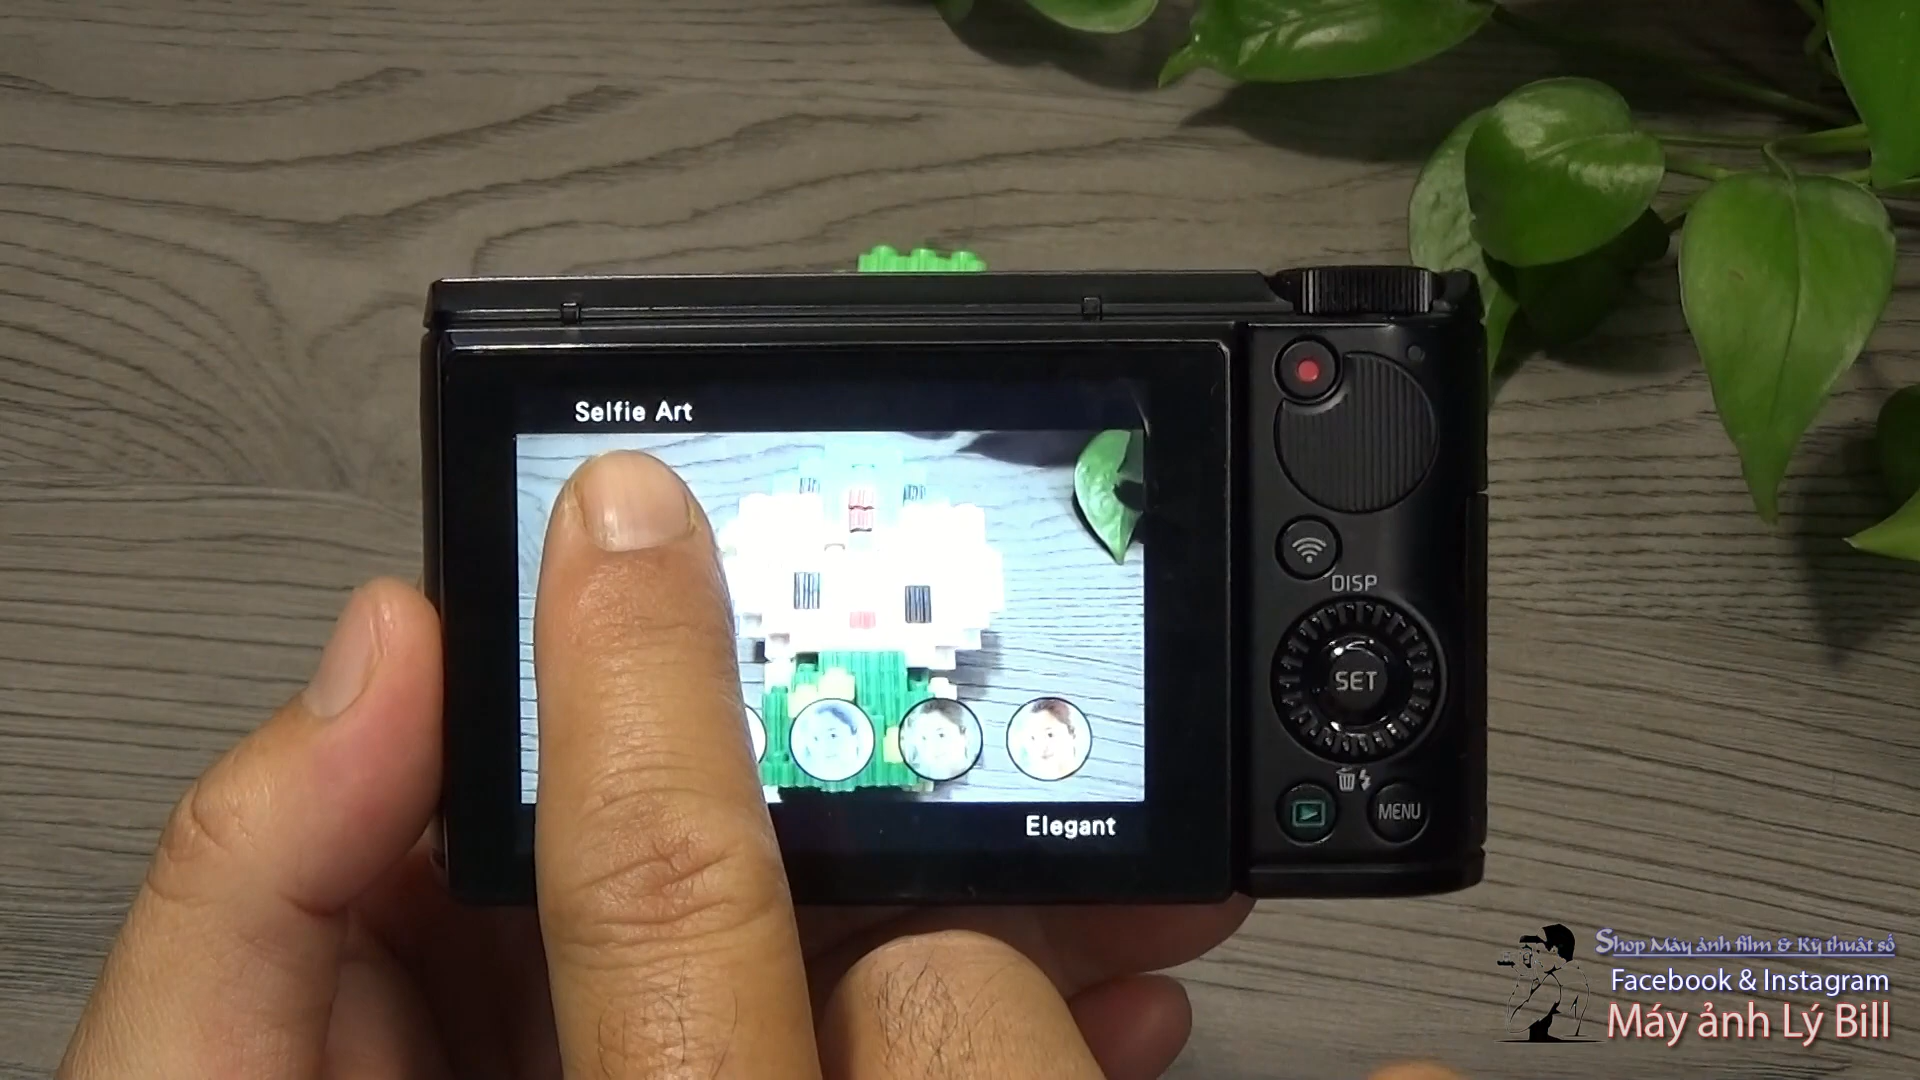 Selfie Art
DISP
SET
MENU
Elegant
Shop Máy ảnh film & Kỹ thuật số
Facebook & Instagram
Máy ảnh Lý Bill